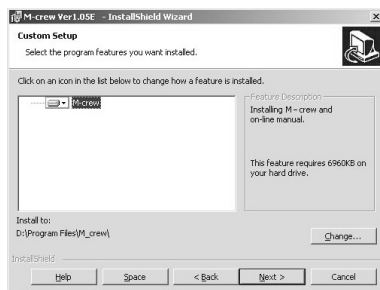 M-crew Ver1.05E - InstallShield Wizard
Custom Setup
Select the program features you want installed.
Click on an icon in the list below to change how a feature is installed.
M-crew
Feature Description
Installing M-crew and
on-line manual.
This feature requires 6960KB on
your hard drive.
Install to:
D:\Program Files\M_crew\
Change...
InstallShield
Help
Space
< Back
Next >
Cancel